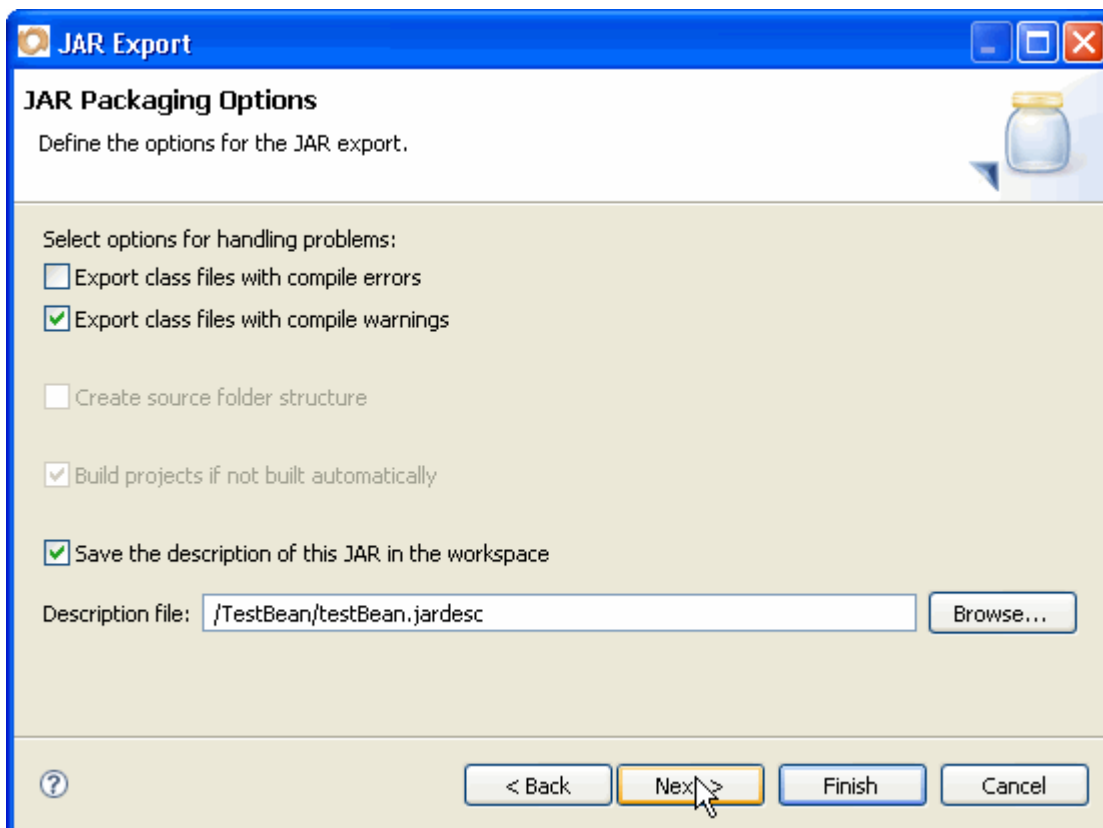 JAR Export
JAR Packaging Options
Define the options for the JAR export.
Select options for handling problems:
Export class files with compile errors
Export class files with compile warnings
Create source folder structure
Build projects if not built automatically
Save the description of this JAR in the workspace
Description file: /TestBean/testBean.jardesc Browse...
? < Back Next > Finish Cancel